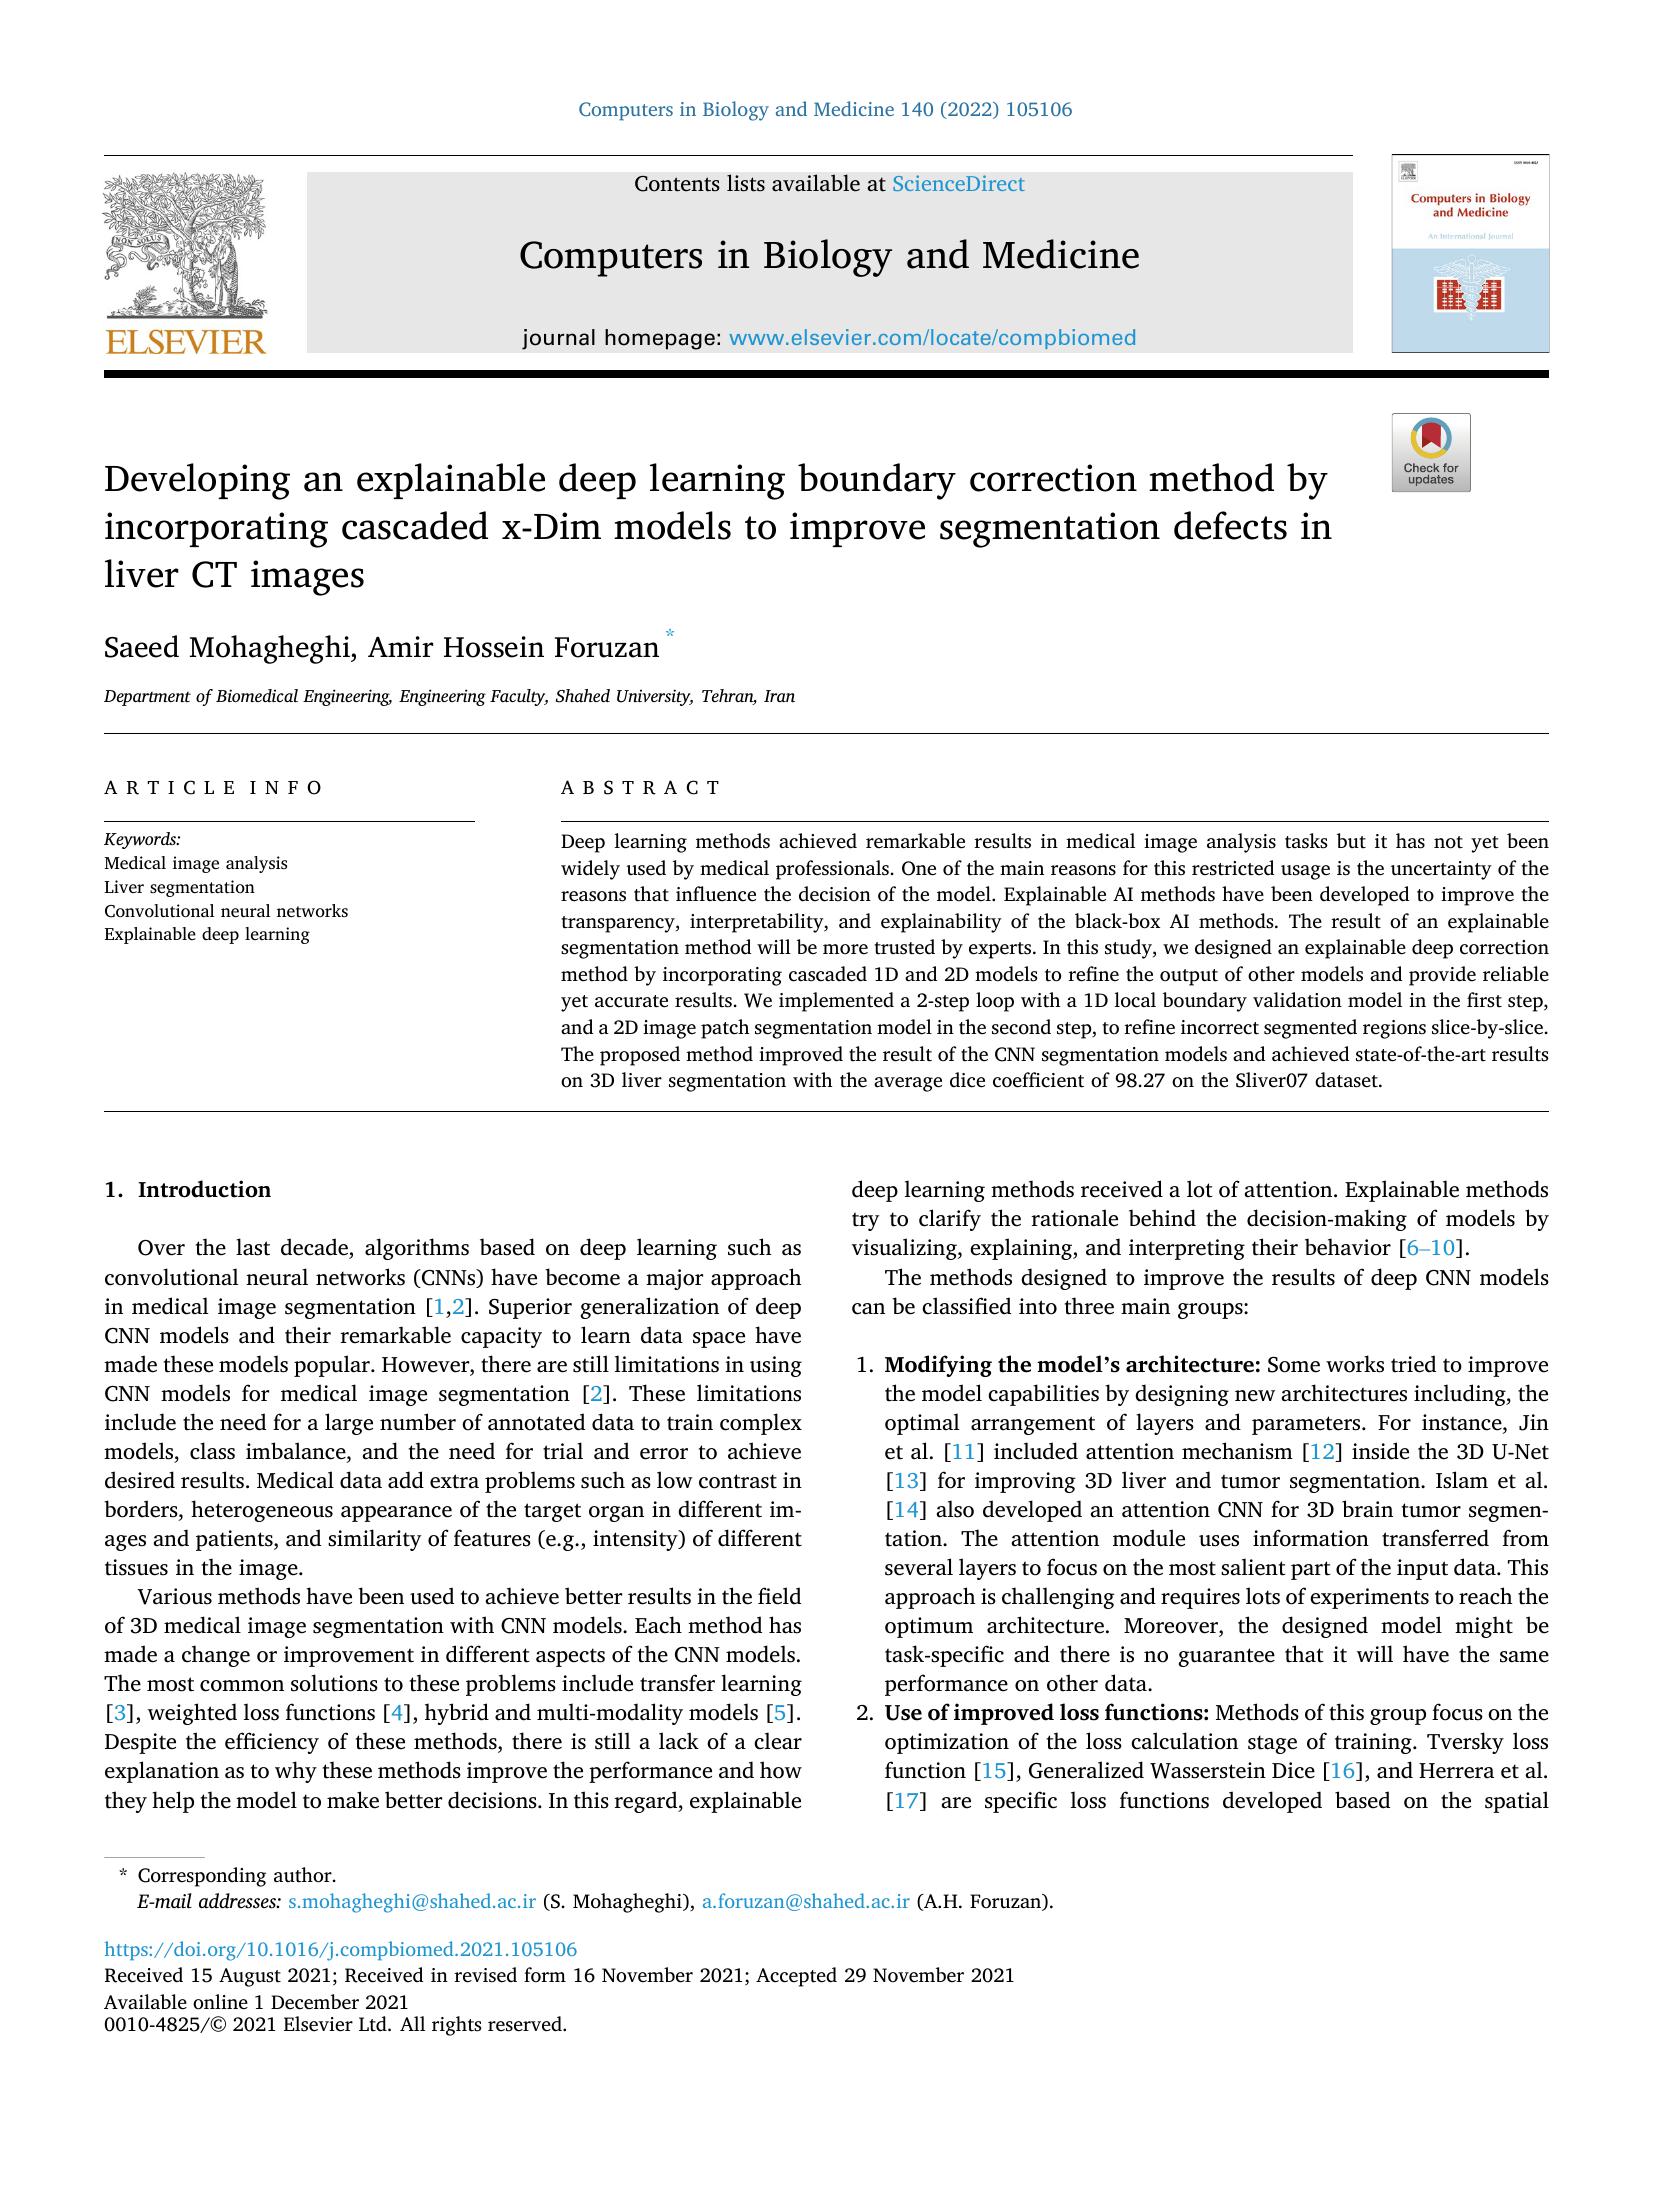 Computers in Biology and Medicine 140 (2022) 105106
Contents lists available at ScienceDirect
Computers in Biology and Medicine
journal homepage: www.elsevier.com/locate/compbiomed
NON SOLUS
ELSEVIER
ELSEVIER
Computers in Biology
and Medicine
An International Journal
Check for
updates
Developing an explainable deep learning boundary correction method by
incorporating cascaded x-Dim models to improve segmentation defects in
liver CT images
Saeed Mohagheghi, Amir Hossein Foruzan *
Department of Biomedical Engineering, Engineering Faculty, Shahed University, Tehran, Iran
ARTICLE INFO
Keywords:
Medical image analysis
Liver segmentation
Convolutional neural networks
Explainable deep learning
ABSTRACT
Deep learning methods achieved remarkable results in medical image analysis tasks but it has not yet been
widely used by medical professionals. One of the main reasons for this restricted usage is the uncertainty of the
reasons that influence the decision of the model. Explainable AI methods have been developed to improve the
transparency, interpretability, and explainability of the black-box AI methods. The result of an explainable
segmentation method will be more trusted by experts. In this study, we designed an explainable deep correction
method by incorporating cascaded 1D and 2D models to refine the output of other models and provide reliable
yet accurate results. We implemented a 2-step loop with a 1D local boundary validation model in the first step,
and a 2D image patch segmentation model in the second step, to refine incorrect segmented regions slice-by-slice.
The proposed method improved the result of the CNN segmentation models and achieved state-of-the-art results
on 3D liver segmentation with the average dice coefficient of 98.27 on the Sliver07 dataset.
1. Introduction
Over the last decade, algorithms based on deep learning such as
convolutional neural networks (CNNs) have become a major approach
in medical image segmentation [1,2]. Superior generalization of deep
CNN models and their remarkable capacity to learn data space have
made these models popular. However, there are still limitations in using
CNN models for medical image segmentation [2]. These limitations
include the need for a large number of annotated data to train complex
models, class imbalance, and the need for trial and error to achieve
desired results. Medical data add extra problems such as low contrast in
borders, heterogeneous appearance of the target organ in different im-
ages and patients, and similarity of features (e.g., intensity) of different
tissues in the image.
Various methods have been used to achieve better results in the field
of 3D medical image segmentation with CNN models. Each method has
made a change or improvement in different aspects of the CNN models.
The most common solutions to these problems include transfer learning
[3], weighted loss functions [4], hybrid and multi-modality models [5].
Despite the efficiency of these methods, there is still a lack of a clear
explanation as to why these methods improve the performance and how
they help the model to make better decisions. In this regard, explainable
deep learning methods received a lot of attention. Explainable methods
try to clarify the rationale behind the decision-making of models by
visualizing, explaining, and interpreting their behavior [6–10].
The methods designed to improve the results of deep CNN models
can be classified into three main groups:
1. Modifying the model's architecture: Some works tried to improve
the model capabilities by designing new architectures including, the
optimal arrangement of layers and parameters. For instance, Jin
et al. [11] included attention mechanism [12] inside the 3D U-Net
[13] for improving 3D liver and tumor segmentation. Islam et al.
[14] also developed an attention CNN for 3D brain tumor segmen-
tation. The attention module uses information transferred from
several layers to focus on the most salient part of the input data. This
approach is challenging and requires lots of experiments to reach the
optimum architecture. Moreover, the designed model might be
task-specific and there is no guarantee that it will have the same
performance on other data.
2. Use of improved loss functions: Methods of this group focus on the
optimization of the loss calculation stage of training. Tversky loss
function [15], Generalized Wasserstein Dice [16], and Herrera et al.
[17] are specific loss functions developed based on the spatial
* Corresponding author.
E-mail addresses: s.mohagheghi@shahed.ac.ir (S. Mohagheghi), a.foruzan@shahed.ac.ir (A.H. Foruzan).
https://doi.org/10.1016/j.compbiomed.2021.105106
Received 15 August 2021; Received in revised form 16 November 2021; Accepted 29 November 2021
Available online 1 December 2021
0010-4825/© 2021 Elsevier Ltd. All rights reserved.